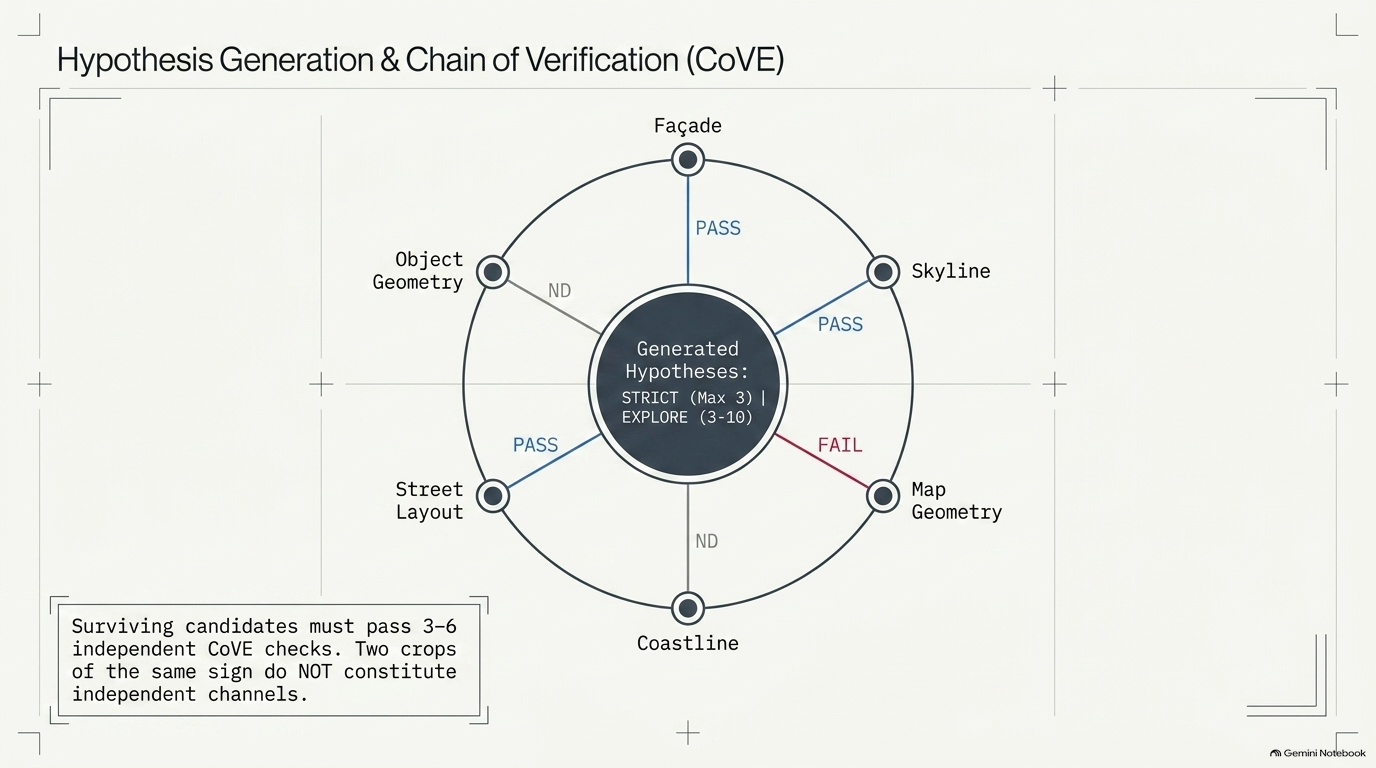 Hypothesis Generation & Chain of Verification (CoVE)
Façade
PASS
Object
Geometry
ND
Skyline
PASS
Generated
Hypotheses:
STRICT (Max 3) |
EXPLORE (3-10)
PASS
FAIL
Street
Layout
Map
Geometry
ND
Coastline
Surviving candidates must pass 3–6
independent CoVE checks. Two crops
of the same sign do NOT constitute
independent channels.
Gemini Notebook